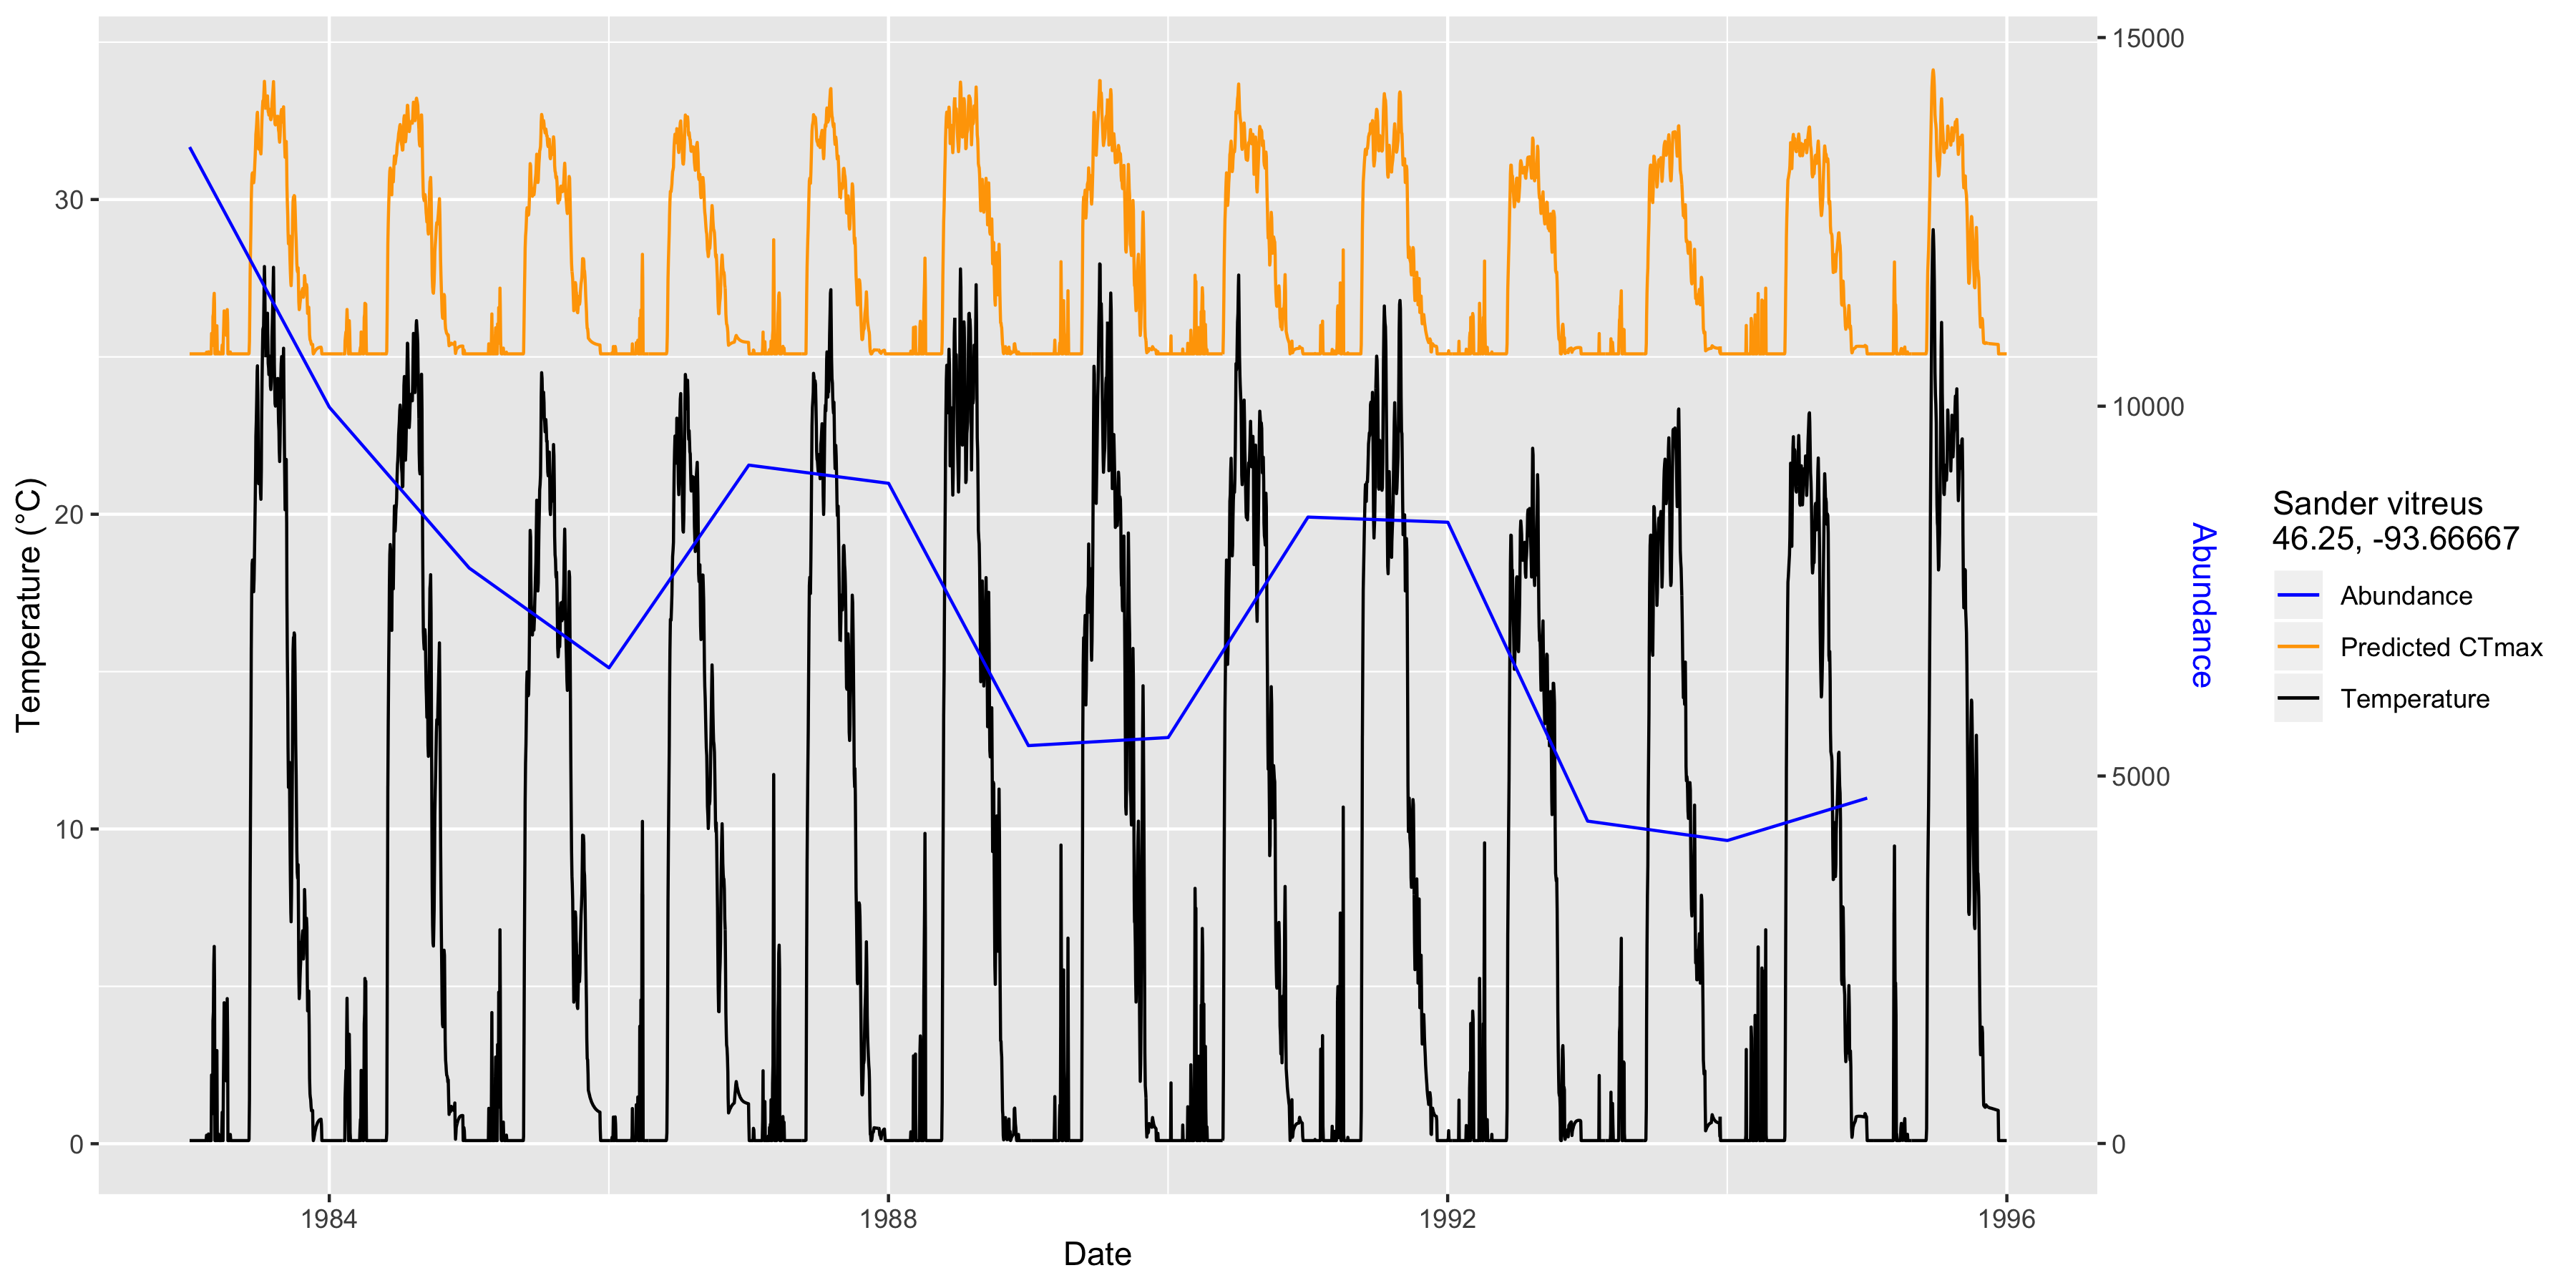 Temperature (°C)
30
20
10
0
1984
1988
1992
1996
Date
15000
10000
5000
0
Abundance
Sander vitreus
46.25, -93.66667
Abundance
Predicted CTmax
Temperature